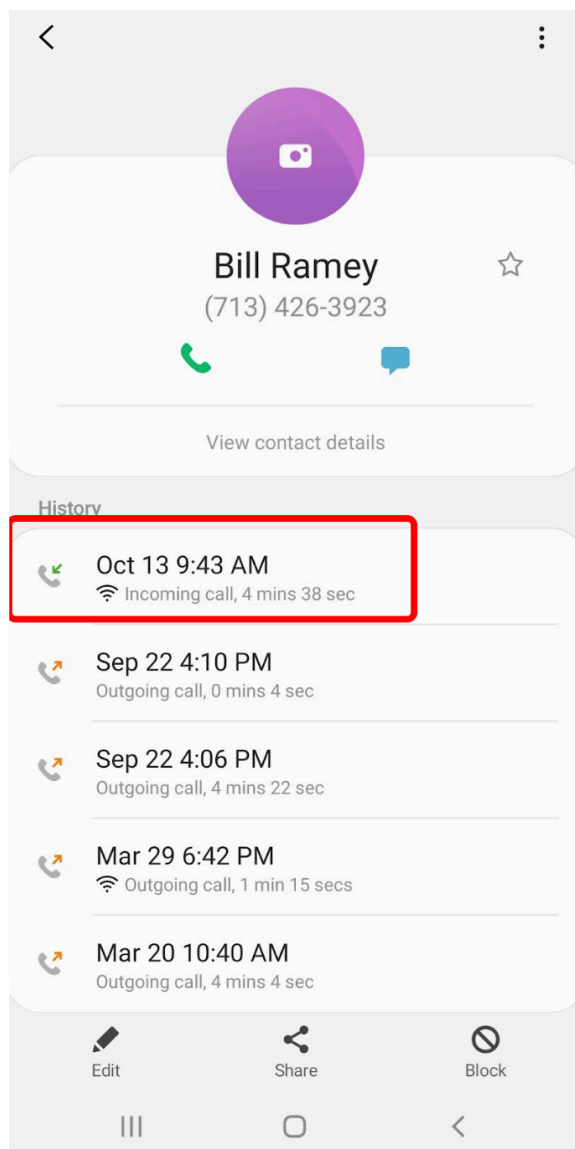 Bill Ramey
(713) 426-3923
View contact details
History
Oct 13 9:43 AM
Incoming call, 4 mins 38 sec
Sep 22 4:10 PM
Outgoing call, 0 mins 4 sec
Sep 22 4:06 PM
Outgoing call, 4 mins 22 sec
Mar 29 6:42 PM
Outgoing call, 1 min 15 secs
Mar 20 10:40 AM
Outgoing call, 4 mins 4 sec
Edit Share Block